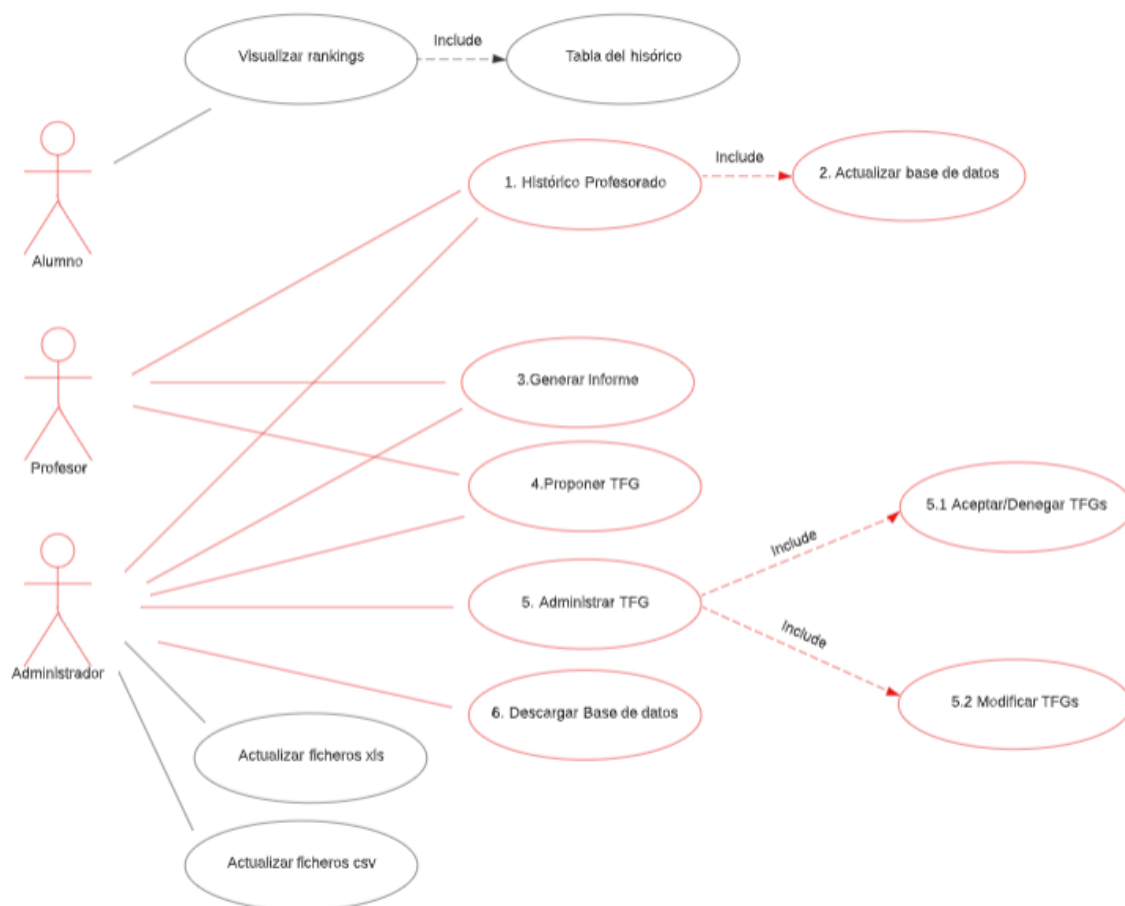 Visualizar rankings
Include
Tabla del hisórico
Alumno
1. Histórico Profesorado
Include
2. Actualizar base de datos
Profesor
3.Generar Informe
4.Proponer TFG
5.1 Aceptar/Denegar TFGs
Include
5. Administrar TFG
Include
Administrador
5.2 Modificar TFGs
6. Descargar Base de datos
Actualizar ficheros xls
Actualizar ficheros csv